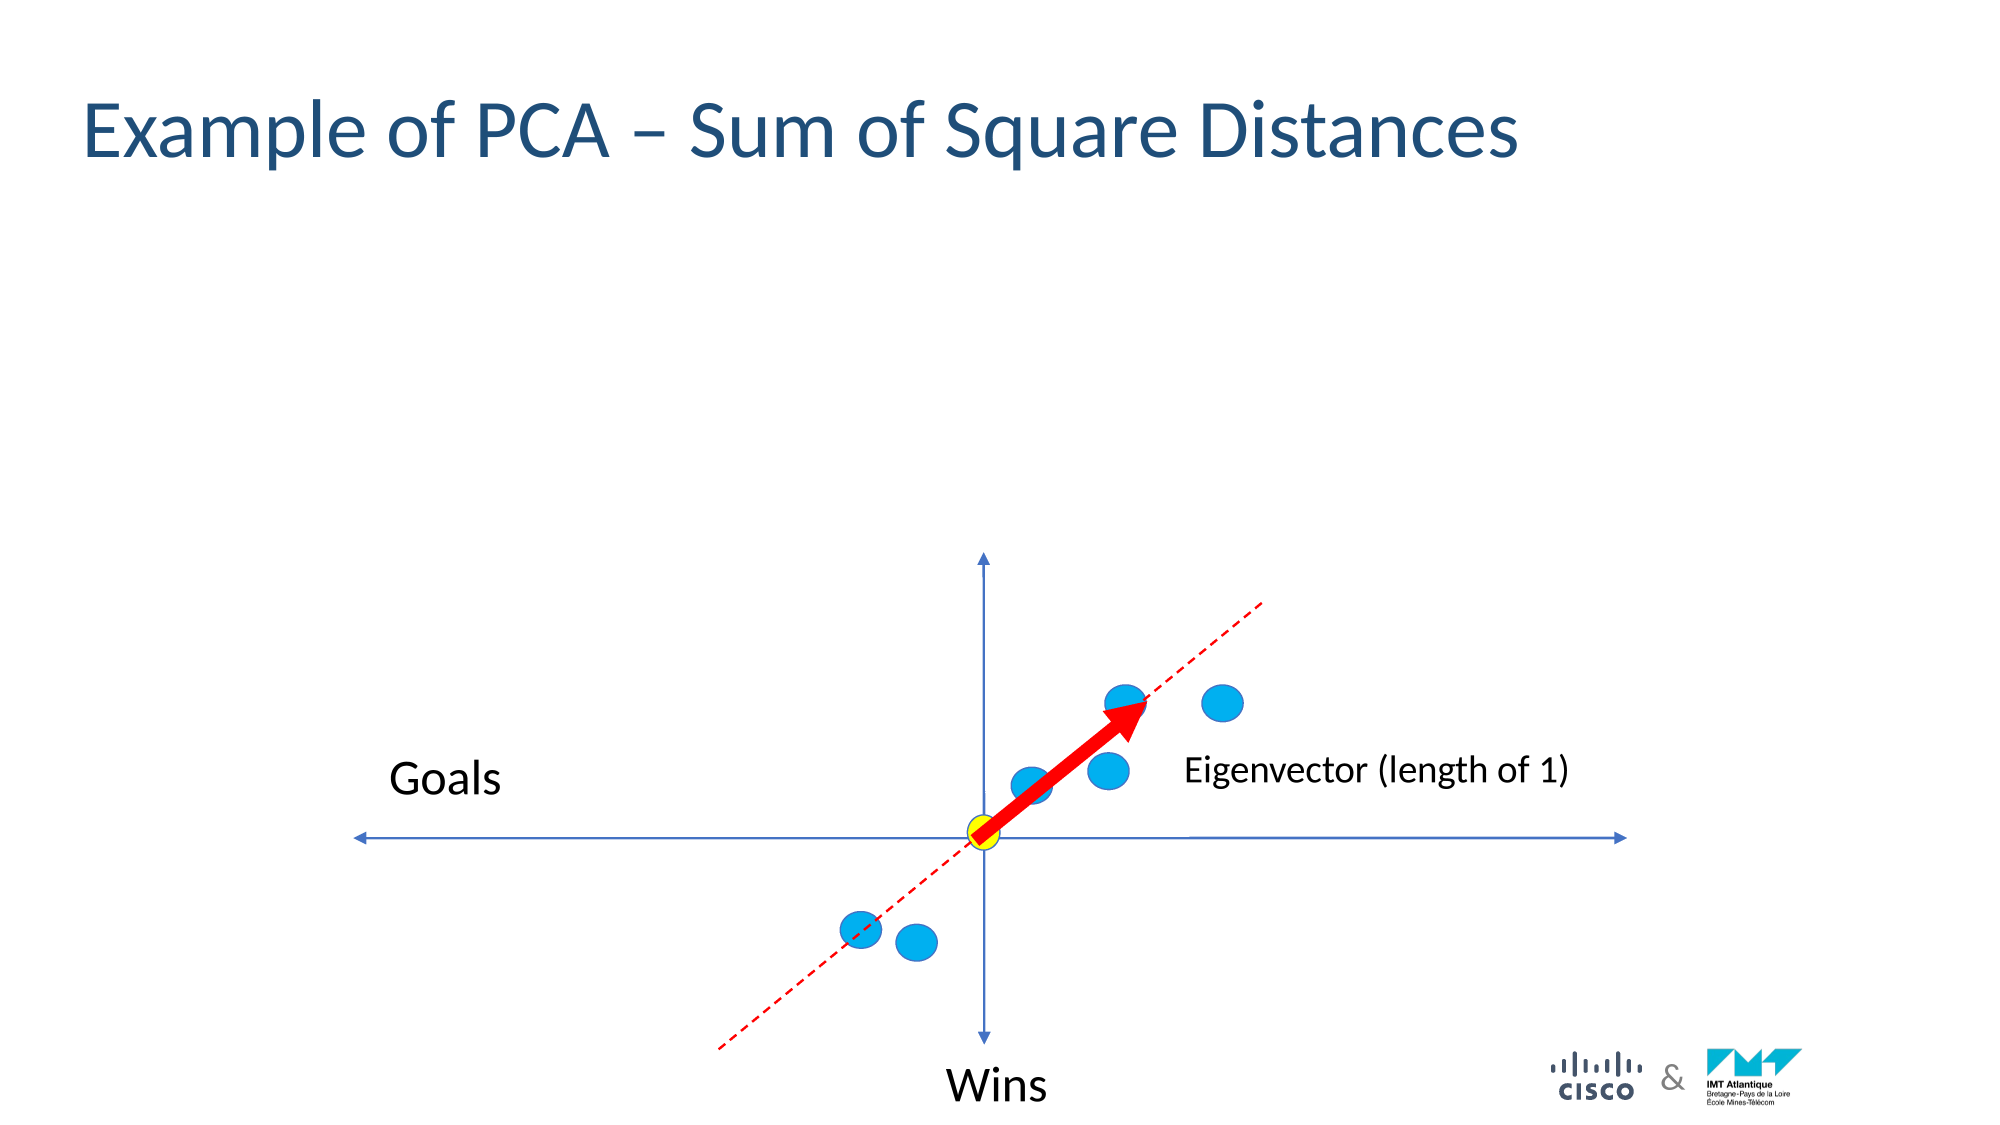 Example of PCA – Sum of Square Distances
Goals
Eigenvector (length of 1)
Wins
CISCO
&
IMT Atlantique
Bretagne-Pays de la Loire
École Mines-Télécom